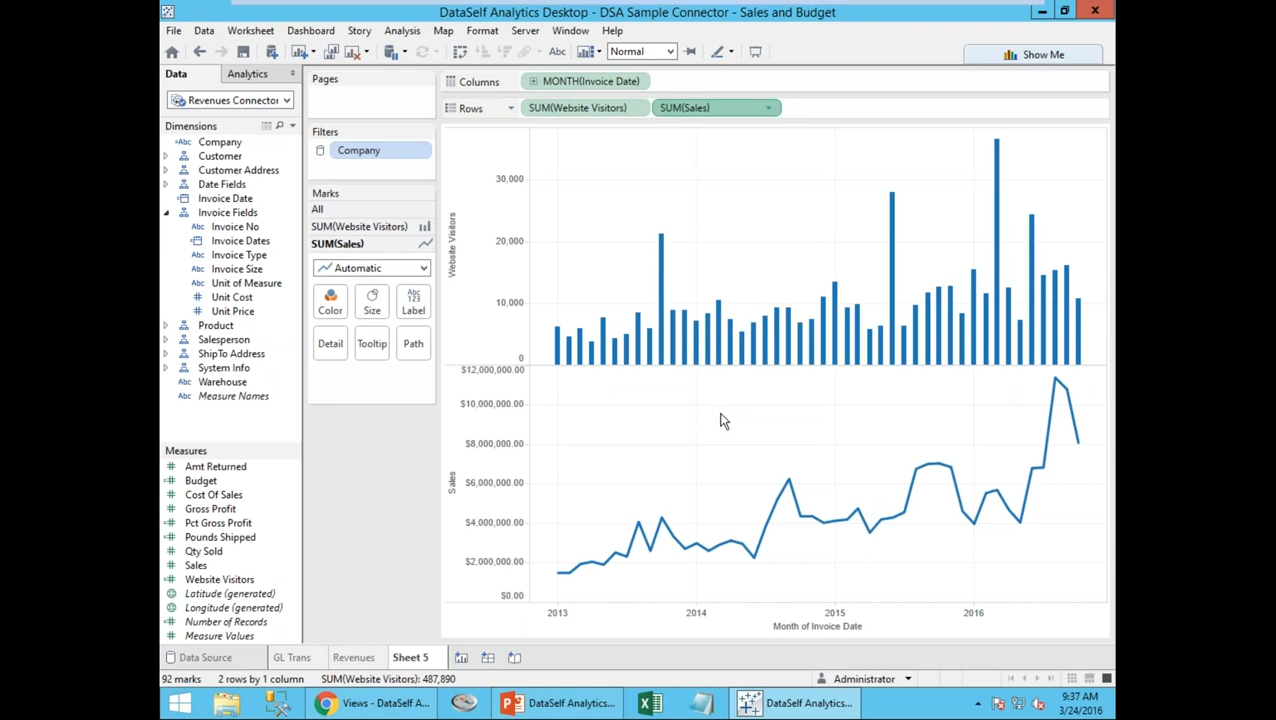 DataSelf Analytics Desktop - DSA Sample Connector - Sales and Budget
File Data Worksheet Dashboard Story Analysis Map Format Server Window Help
Abc Normal Show Me
Data Analytics
Revenues Connector
Dimensions
Abc Company
Customer
Customer Address
Date Fields
Invoice Date
Invoice Fields
Abc Invoice No
Invoice Dates
Abc Invoice Type
Abc Invoice Size
Abc Unit of Measure
# Unit Cost
# Unit Price
Product
Salesperson
ShipTo Address
System Info
Abc Warehouse
Abc Measure Names
Measures
# Amt Returned
# Budget
# Cost Of Sales
# Gross Profit
# Pct Gross Profit
# Pounds Shipped
# Qty Sold
# Sales
# Website Visitors
Latitude (generated)
Longitude (generated)
# Number of Records
# Measure Values
Pages
Filters
Company
Marks
All
SUM(Website Visitors)
SUM(Sales)
Automatic
Color Size Abc 123 Label
Detail Tooltip Path
Columns MONTH(Invoice Date)
Rows SUM(Website Visitors) SUM(Sales)
Website Visitors
30,000
20,000
10,000
0
Sales
$12,000,000.00
$10,000,000.00
$8,000,000.00
$6,000,000.00
$4,000,000.00
$2,000,000.00
$0.00
2013 2014 2015 2016
Month of Invoice Date
Data Source GL Trans Revenues Sheet 5
92 marks 2 rows by 1 column SUM(Website Visitors): 487,890 Administrator
Views - DataSelf A... DataSelf Analytics... DataSelf Analytics...
9:37 AM
3/24/2016